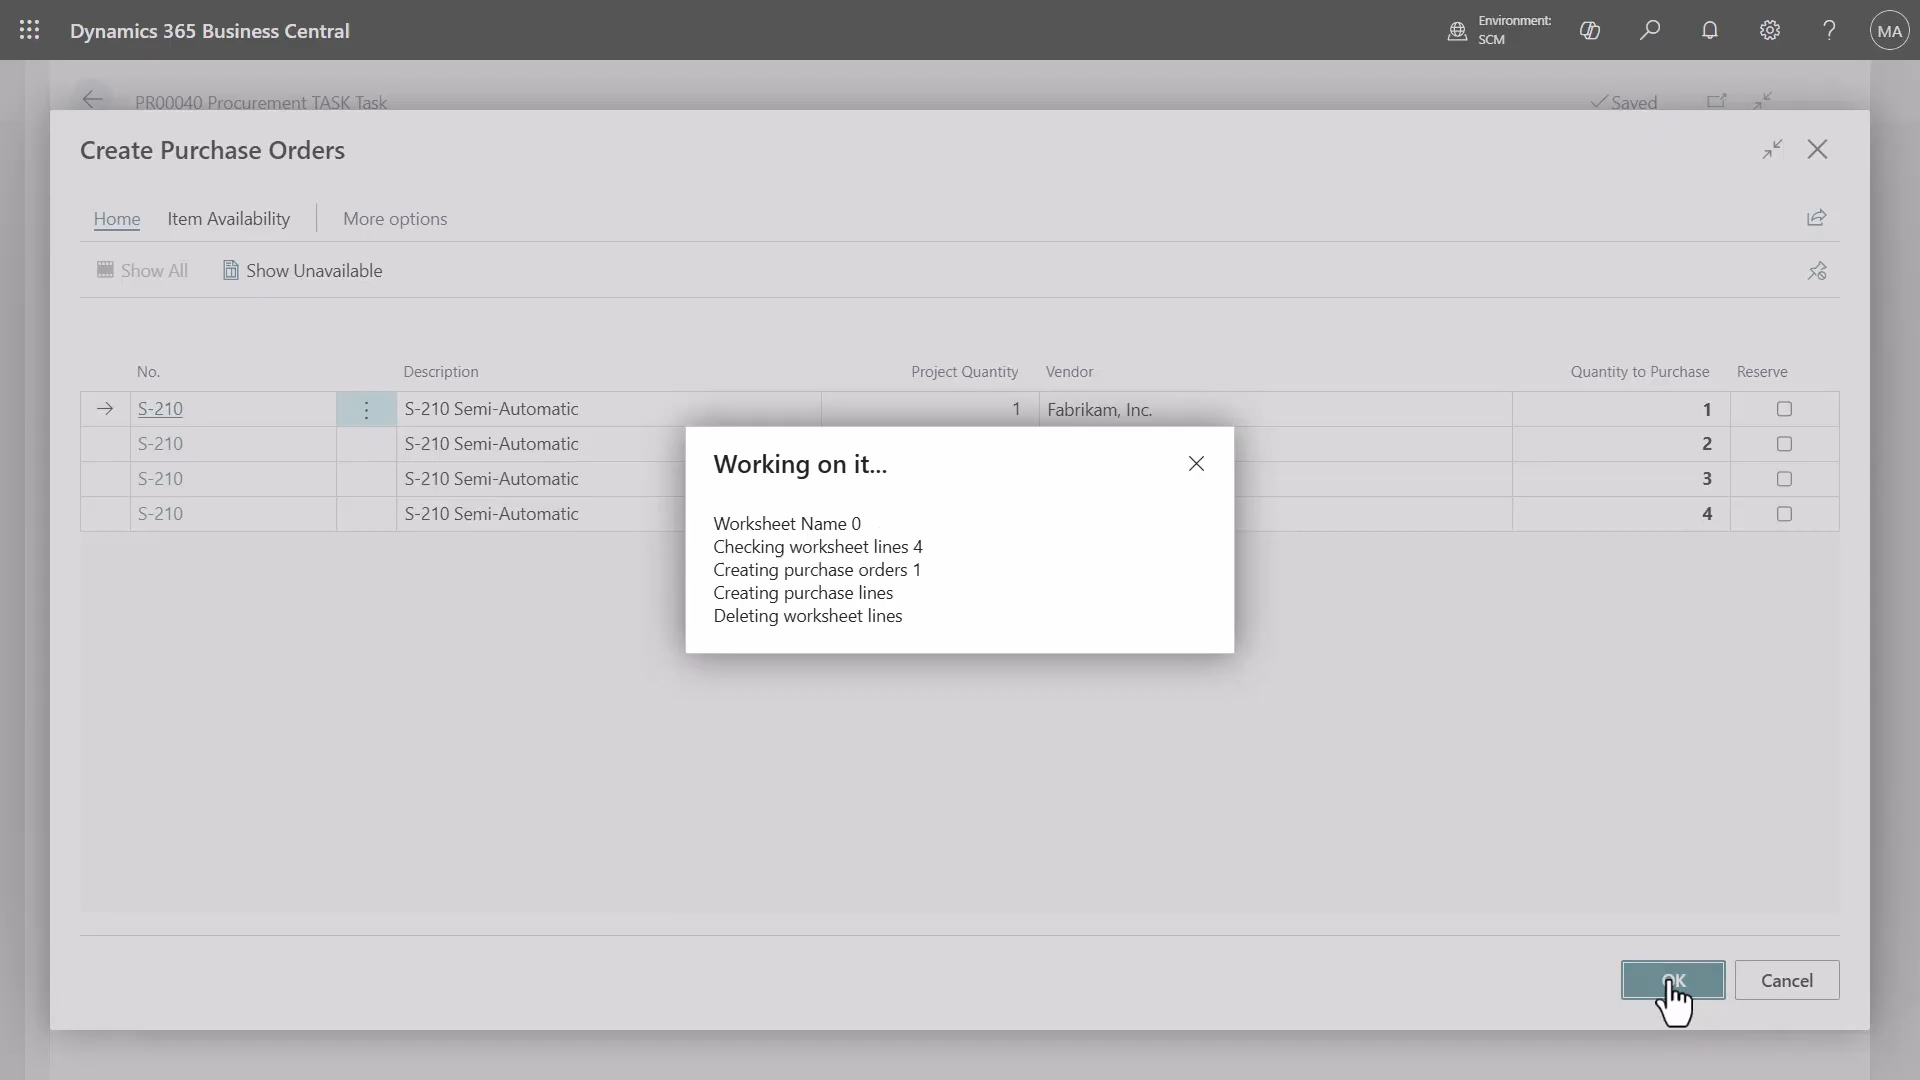 Dynamics 365 Business Central
Environment:
SCM
MA
PR00040 Procurement TASK Task
Saved
Create Purchase Orders
Home Item Availability More options
Show All Show Unavailable
No. Description Project Quantity Vendor Quantity to Purchase Reserve
S-210 S-210 Semi-Automatic 1 Fabrikam, Inc. 1
S-210 S-210 Semi-Automatic 2
S-210 S-210 Semi-Automatic 3
S-210 S-210 Semi-Automatic 4
Working on it...
Worksheet Name 0
Checking worksheet lines 4
Creating purchase orders 1
Creating purchase lines
Deleting worksheet lines
OK Cancel